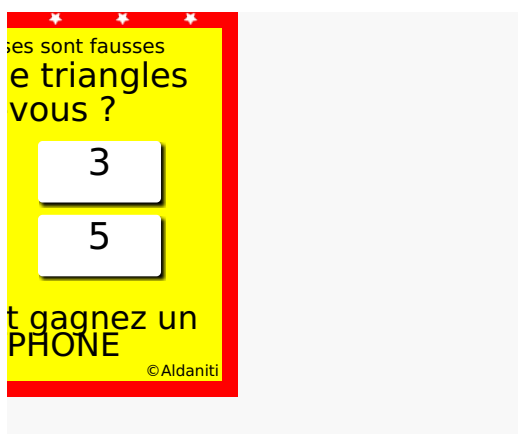 ses sont fausses
e triangles
vous ?
3
5
t gagnez un
PHONE
©Aldaniti